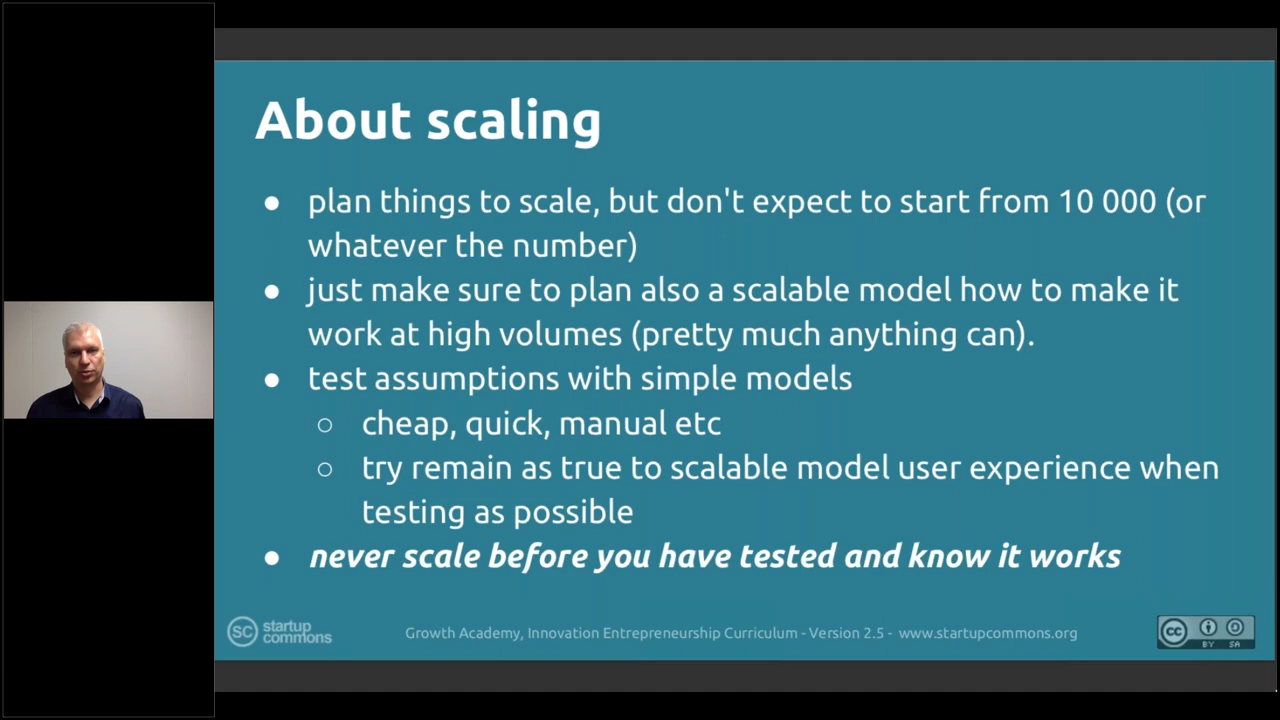 About scaling
● plan things to scale, but don't expect to start from 10 000 (or
whatever the number)
● just make sure to plan also a scalable model how to make it
work at high volumes (pretty much anything can).
● test assumptions with simple models
○ cheap, quick, manual etc
○ try remain as true to scalable model user experience when
testing as possible
● never scale before you have tested and know it works
SC startup
commons
Growth Academy, Innovation Entrepreneurship Curriculum - Version 2.5 - www.startupcommons.org
cc BY SA